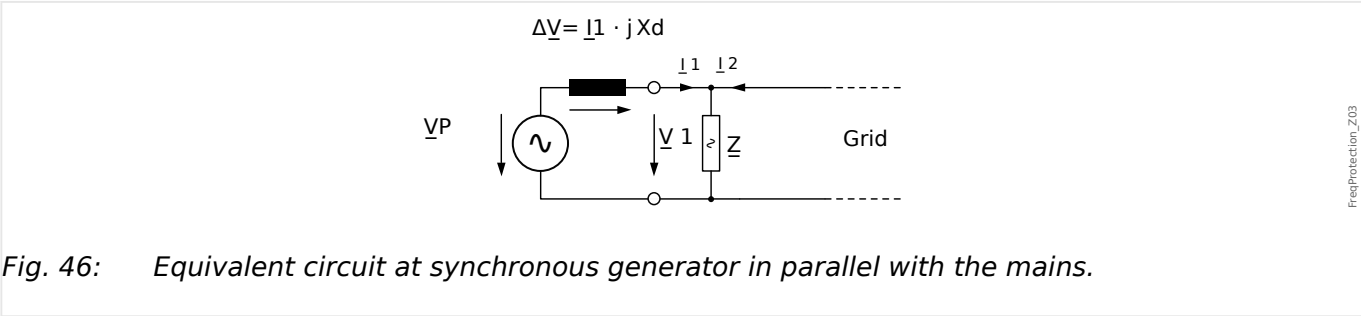 ΔV= I1 · j Xd
I 1 I 2
VP
V 1
Z
Grid
FreqProtection_Z03
Fig. 46: Equivalent circuit at synchronous generator in parallel with the mains.